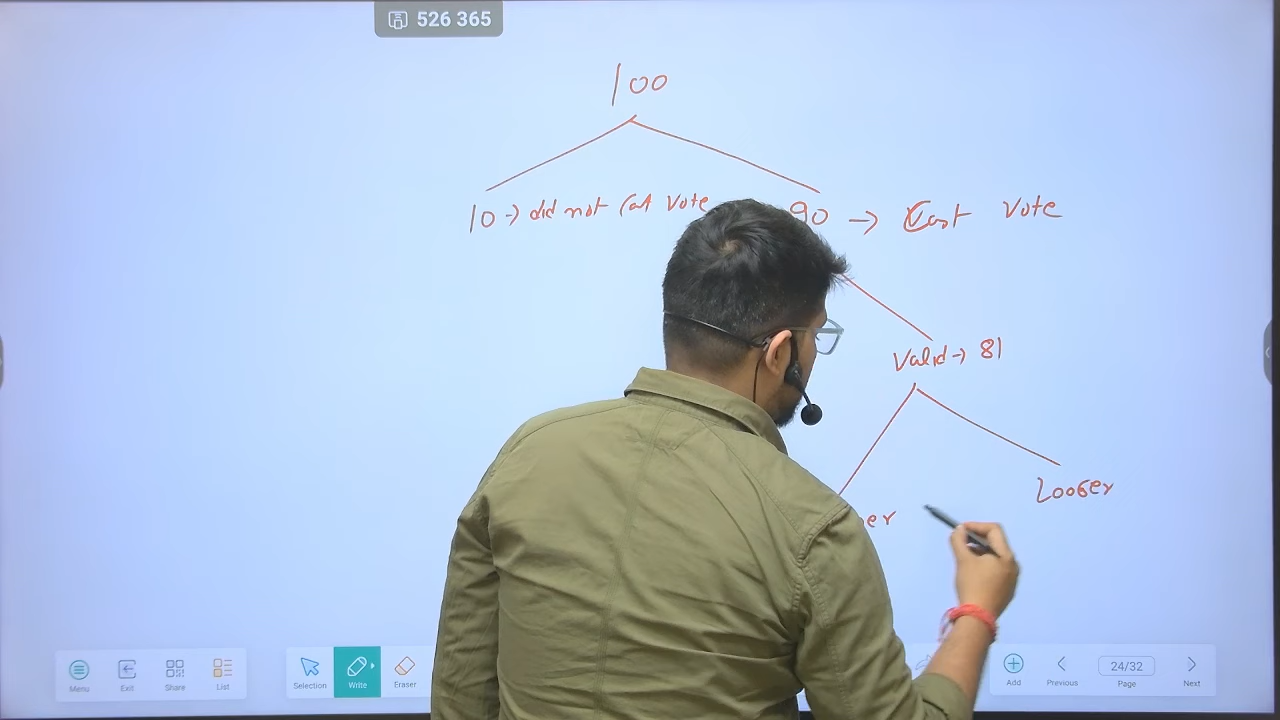 526 365
100
10 → did not Cast Vote 90 → Cast Vote
Valid → 81
Looser
er
Menu Exit Share List Selection Write Eraser Add Previous 24/32 Page Next